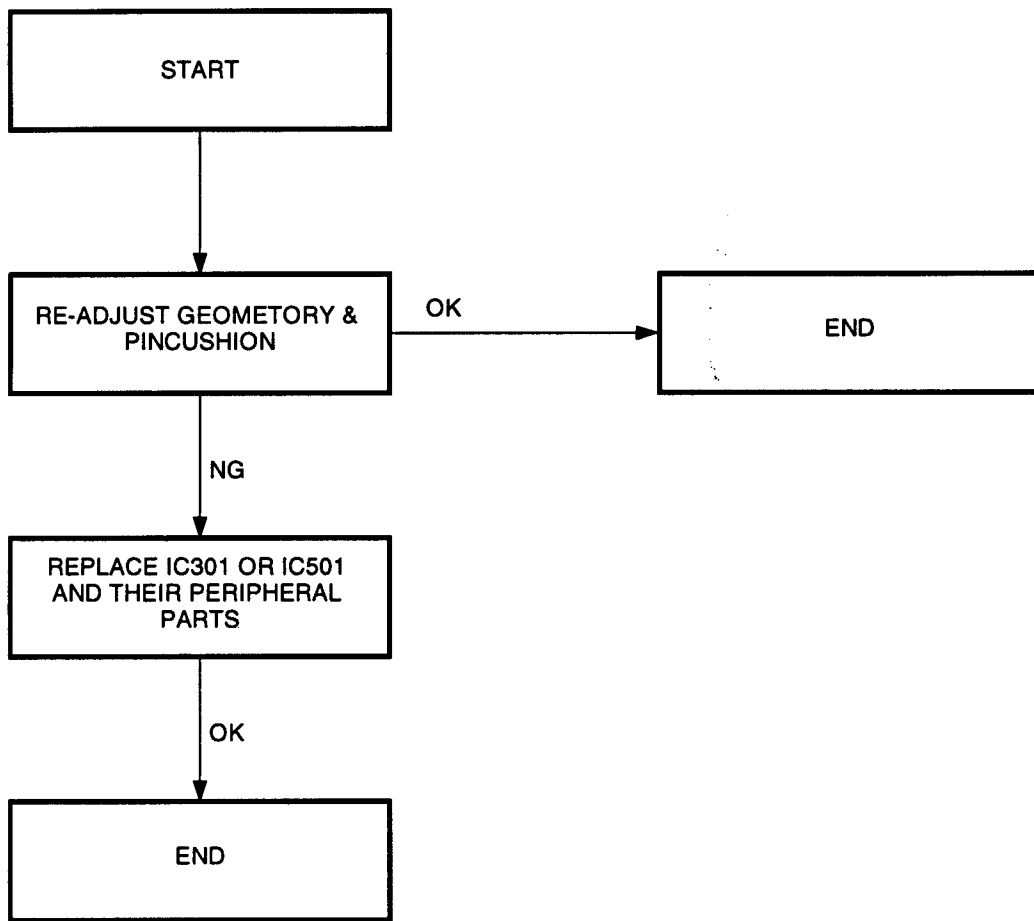 START
RE-ADJUST GEOMETORY &
PINCUSHION
OK
END
NG
REPLACE IC301 OR IC501
AND THEIR PERIPHERAL
PARTS
OK
END